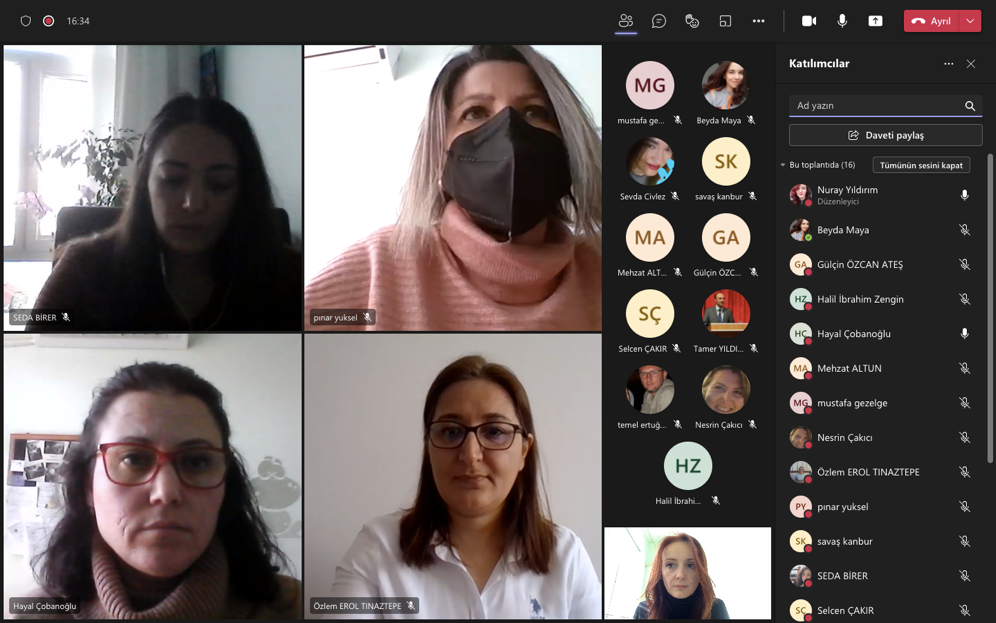 16:34
Ayrıl
SEDA BİRER
pınar yuksel
Hayal Çobanoğlu
Özlem EROL TINAZTEPE
MG
mustafa ge...
Beyda Maya
Sevda Civlez
SK
savaş kanbur
MA
Mehzat ALT...
GA
Gülçin ÖZC...
SÇ
Selcen ÇAKIR
Tamer YILDI...
temel ertuğ...
Nesrin Çakıcı
HZ
Halil İbrahi...
Katılımcılar
Ad yazın
Daveti paylaş
Bu toplantıda (16)
Tümünün sesini kapat
Nuray Yıldırım
Düzenleyici
Beyda Maya
GA
Gülçin ÖZCAN ATEŞ
HZ
Halil İbrahim Zengin
HÇ
Hayal Çobanoğlu
MA
Mehzat ALTUN
MG
mustafa gezelge
Nesrin Çakıcı
Özlem EROL TINAZTEPE
PY
pınar yuksel
SK
savaş kanbur
SEDA BİRER
SÇ
Selcen ÇAKIR